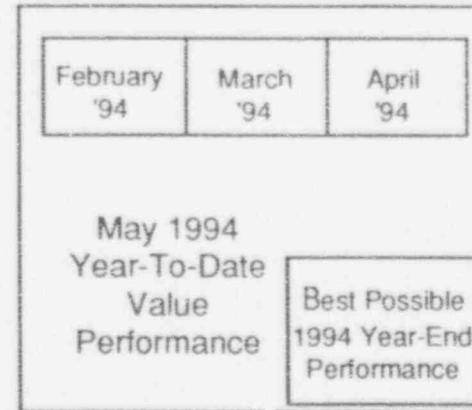 February
'94
March
'94
April
'94
May 1994
Year-To-Date
Value
Performance
Best Possible
1994 Year-End
Performance